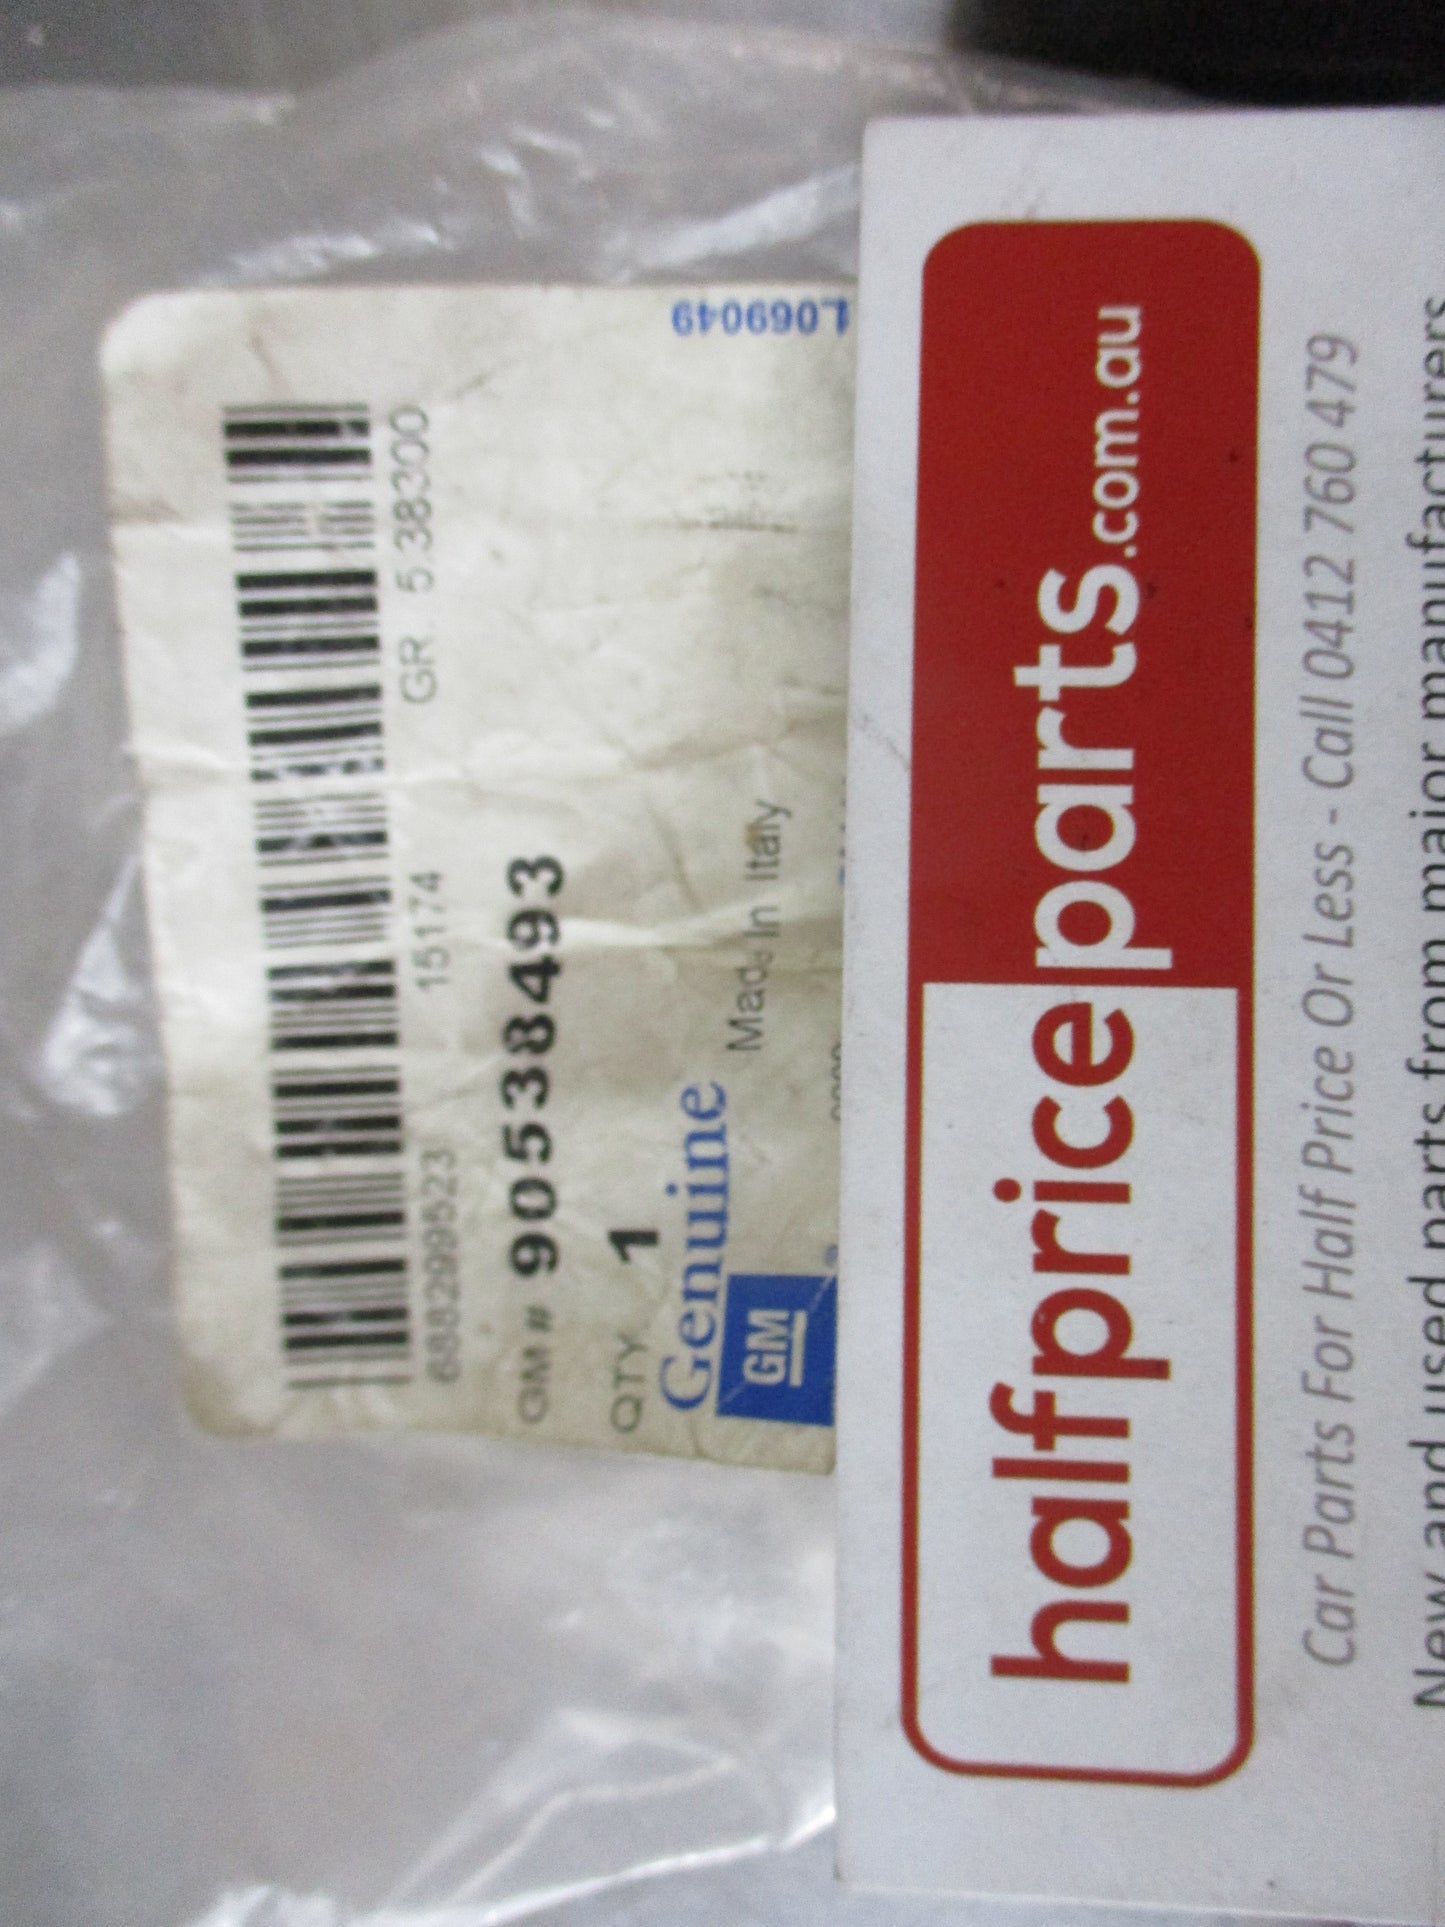 6882999523 15174 GR. 5.38300
GM # 90538493
QTY 1
Genuine
GM
Made In Italy
L069049
halfpriceparts.com.au
Car Parts For Half Price Or Less - Call 0412 760 479
New and used parts from major manufacturers